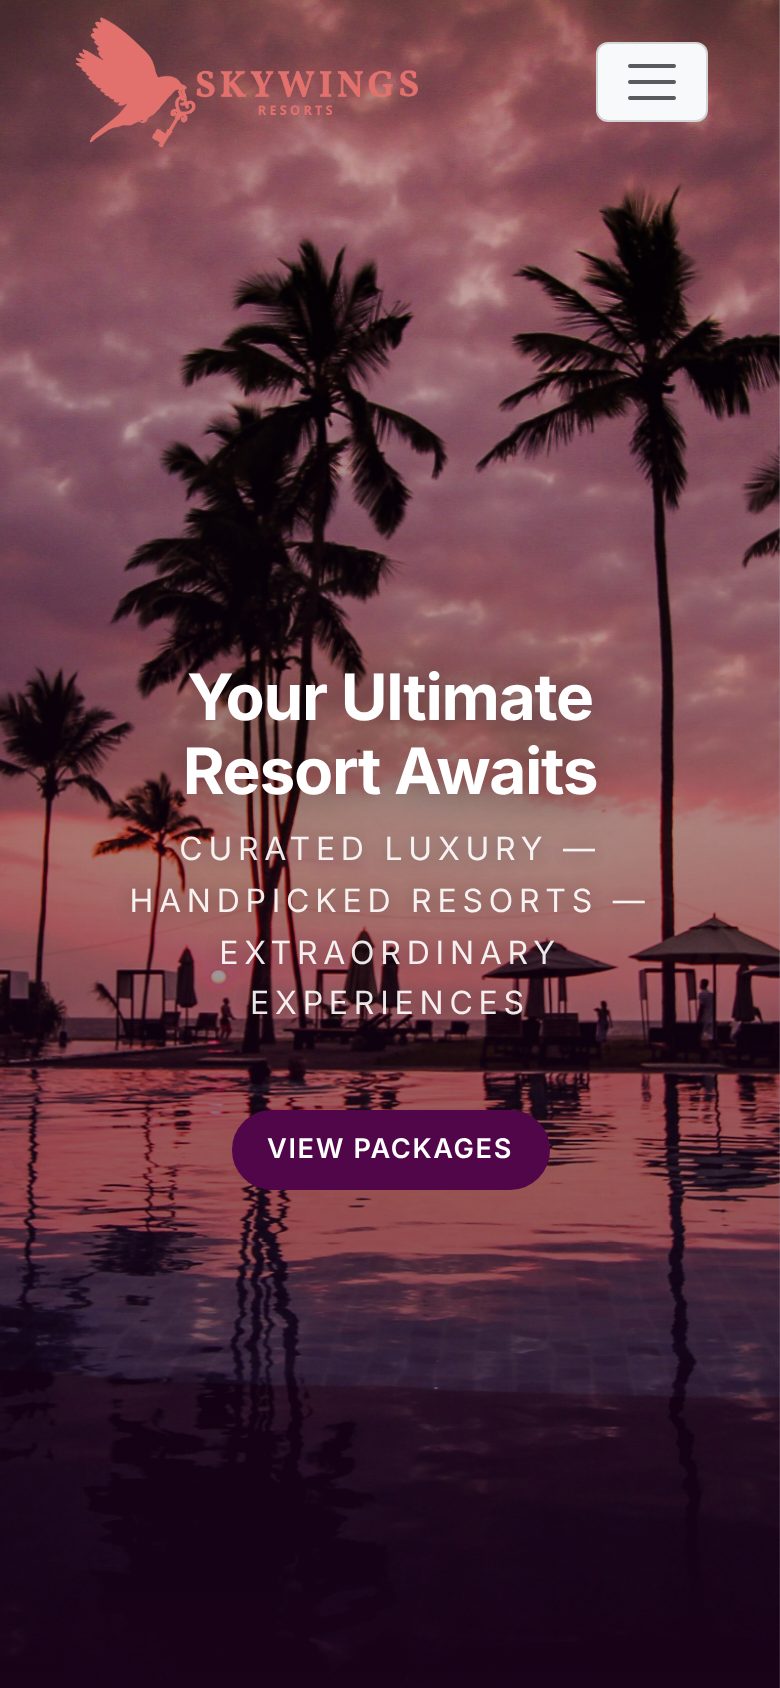 SKYWINGS
RESORTS
Your Ultimate
Resort Awaits
CURATED LUXURY —
HANDPICKED RESORTS —
EXTRAORDINARY
EXPERIENCES
VIEW PACKAGES